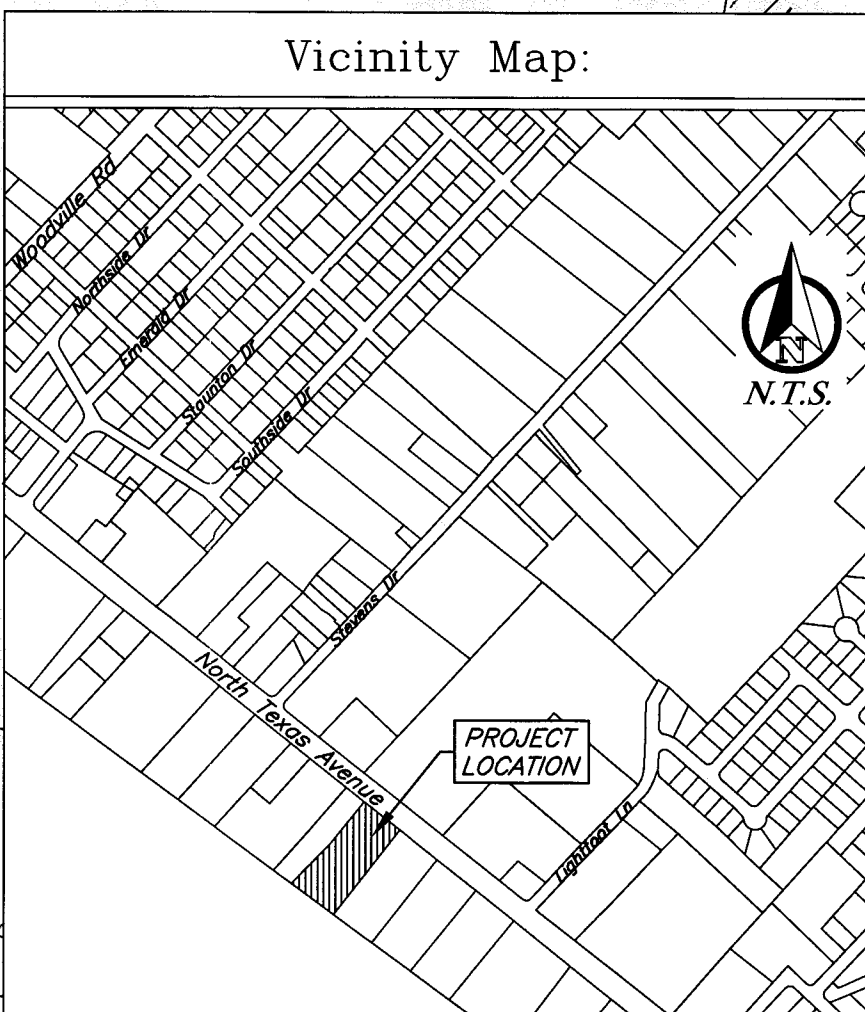 Vicinity Map:
Woodville Rd
Northside Dr
Emerald Dr
Staunton Dr
Southside Dr
N
N.T.S.
Stevens Dr
North Texas Avenue
PROJECT
LOCATION
Lightfoot Ln